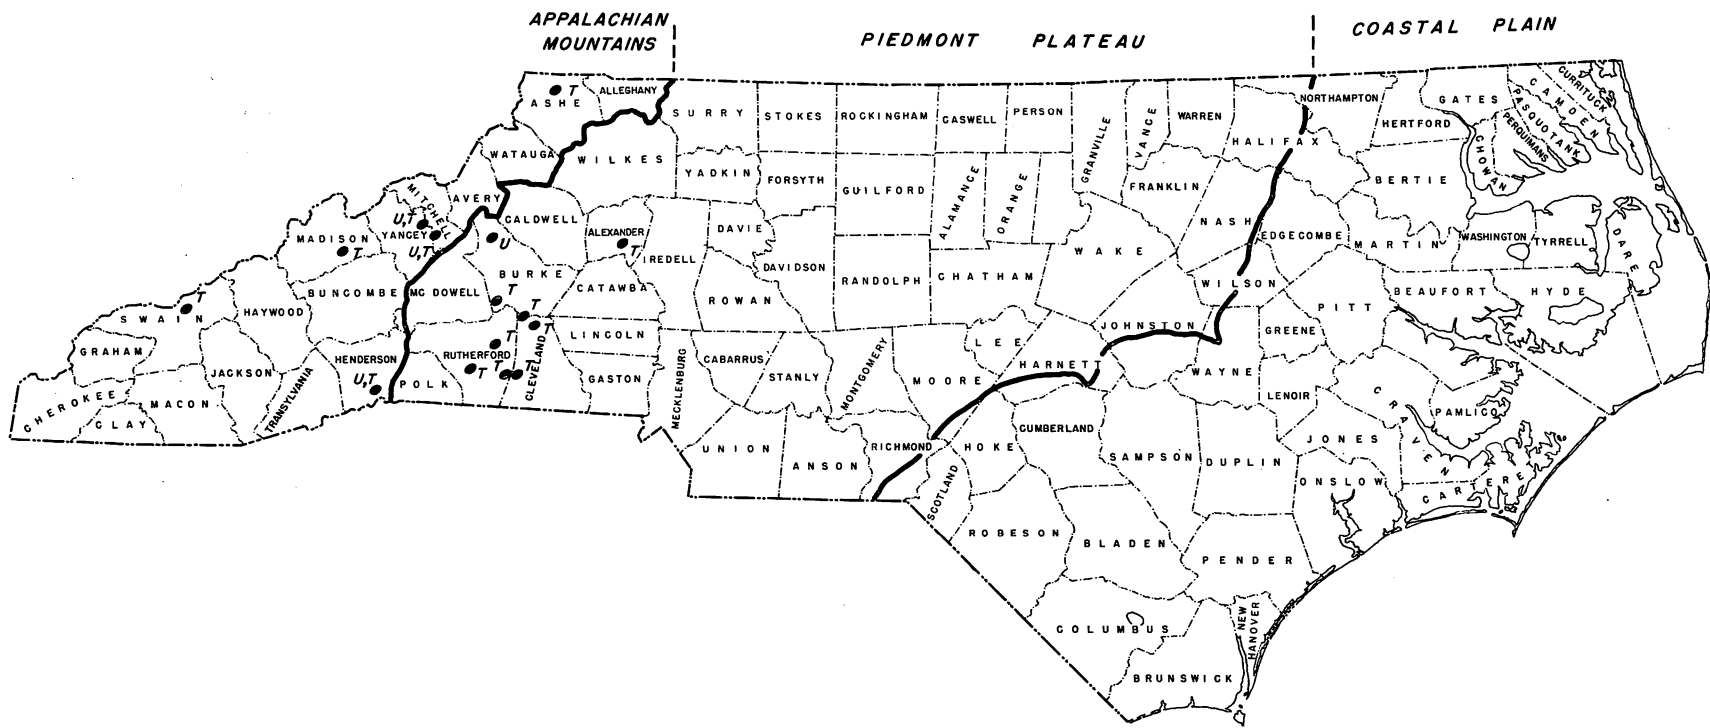 APPALACHIAN
MOUNTAINS
PIEDMONT PLATEAU
COASTAL PLAIN
T
ASHE
ALLEGHANY
SURRY
STOKES
ROCKINGHAM
CASWELL
PERSON
GRANVILLE
VANCE
WARREN
NORTHAMPTON
HALIFAX
HERTFORD
GATES
CURRITUCK
CAMDEN
PASQUOTANK
PERQUIMANS
CHOWAN
WATAUGA
WILKES
YADKIN
FORSYTH
GUILFORD
ALAMANCE
ORANGE
FRANKLIN
BERTIE
MITCHELL
AVERY
CALDWELL
U,T
YANCEY
U,T
U
ALEXANDER
T
IREDELL
DAVIE
WAKE
NASH
EDGECOMBE
MARTIN
WASHINGTON
TYRRELL
DARE
MADISON
T
BURKE
DAVIDSON
RANDOLPH
CHATHAM
WILSON
BUNCOMBE
MC DOWELL
T
CATAWBA
ROWAN
PITT
BEAUFORT
HYDE
T
SWAIN
HAYWOOD
T
T
LINCOLN
JOHNSTON
GREENE
GRAHAM
JACKSON
HENDERSON
T
RUTHERFORD
T
T
T
CLEVELAND
GASTON
MECKLENBURG
CABARRUS
STANLY
MONTGOMERY
MOORE
LEE
HARNETT
WAYNE
LENOIR
CRAVEN
PAMLICO
U,T
POLK
CHEROKEE
MACON
CLAY
TRANSYLVANIA
UNION
ANSON
RICHMOND
HOKE
CUMBERLAND
SAMPSON
DUPLIN
JONES
ONSLOW
CARTERET
SCOTLAND
ROBESON
BLADEN
PENDER
COLUMBUS
NEW
HANOVER
BRUNSWICK